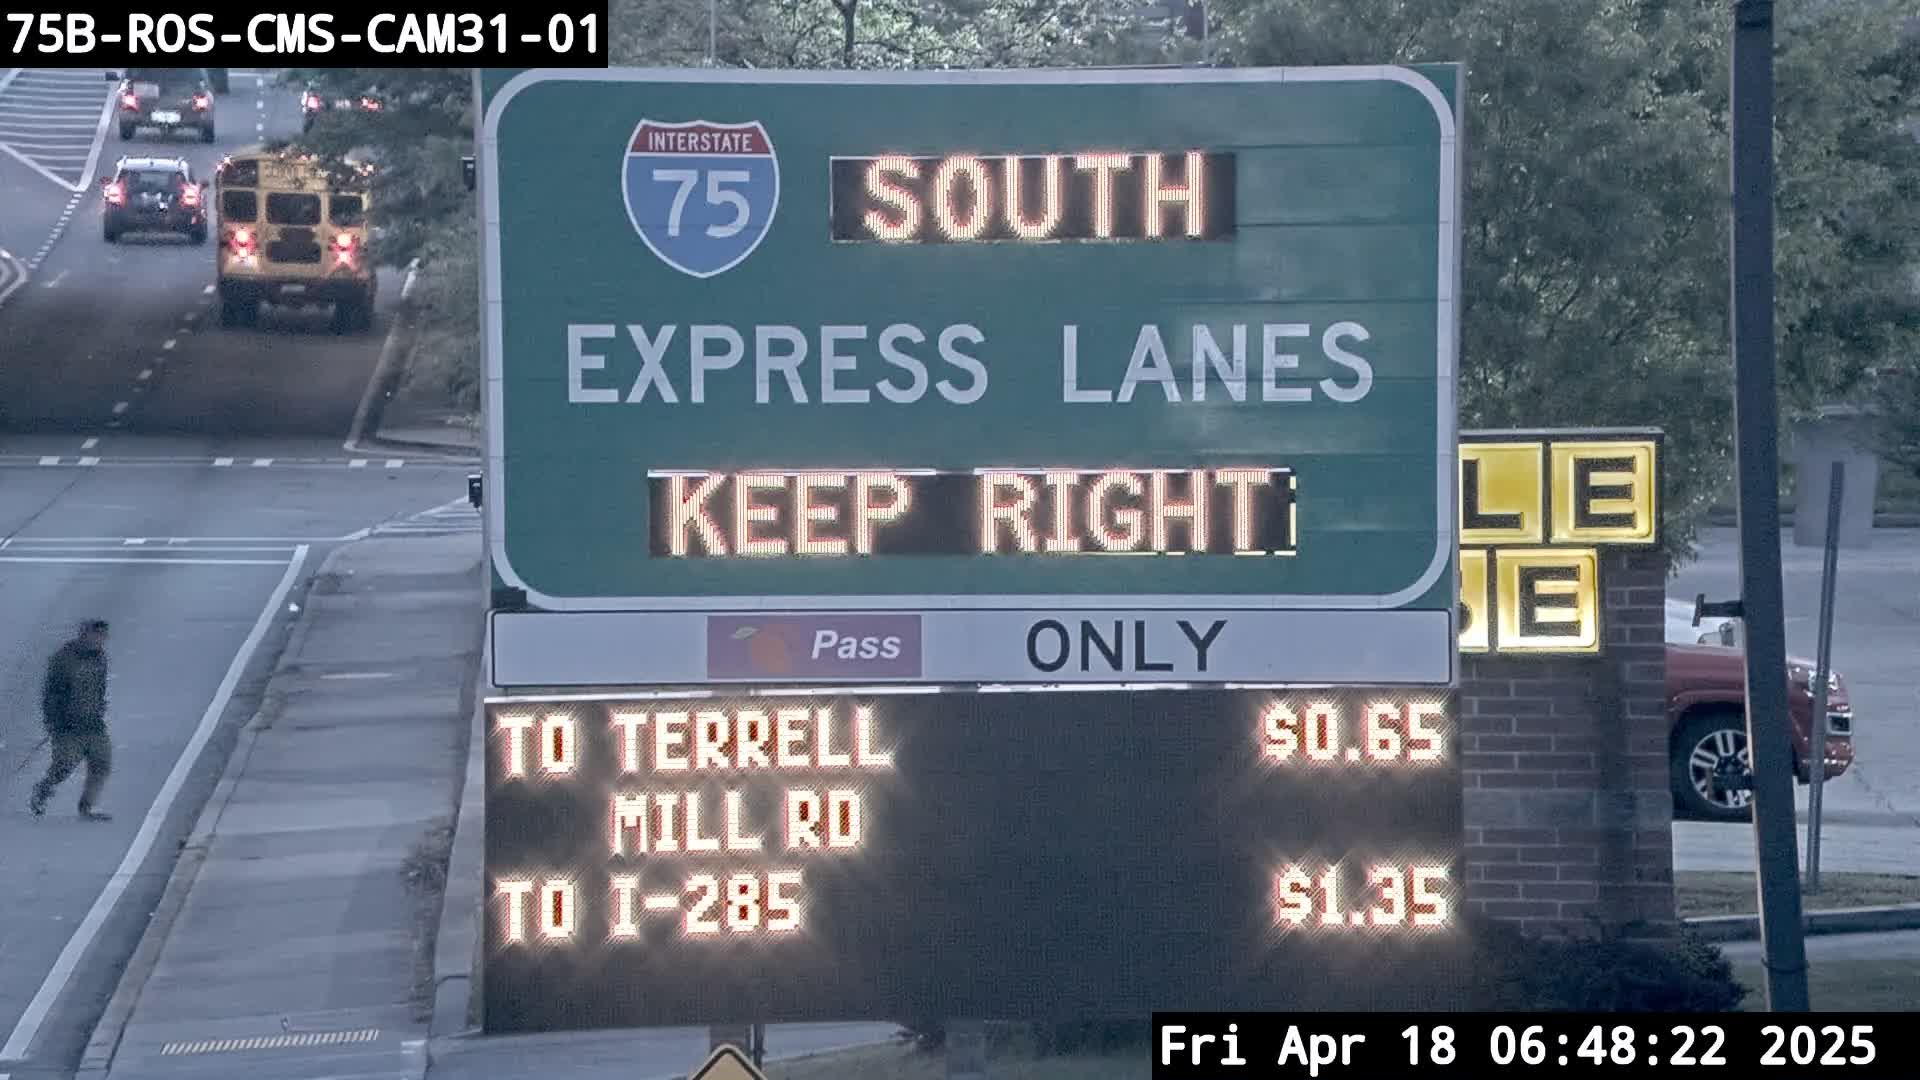 75B-ROS-CMS-CAM31-01
INTERSTATE
75
SOUTH
EXPRESS LANES
KEEP RIGHT
Pass ONLY
TO TERRELL $0.65
MILL RD
TO I-285 $1.35
LE
E
Fri Apr 18 06:48:22 2025